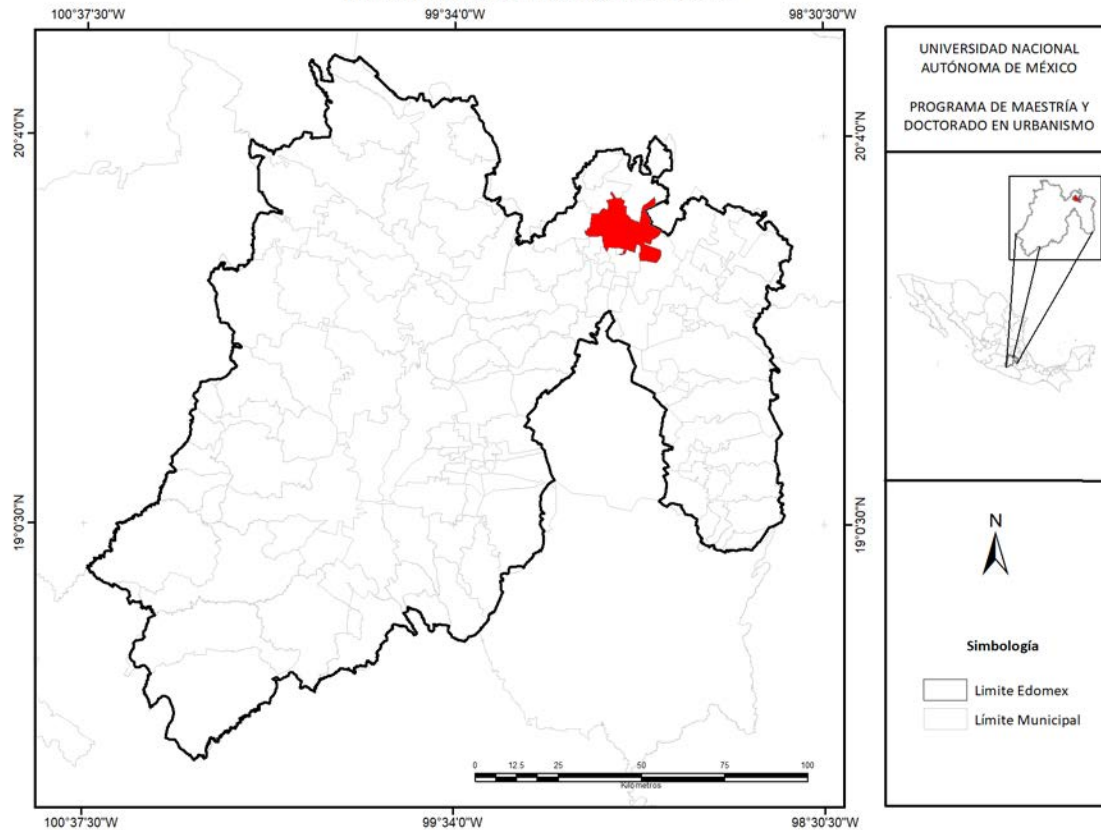 100°37'30"W
99°34'0"W
98°30'30"W
20°4'0"N
20°4'0"N
19°0'30"N
19°0'30"N
0
12.5
25
50
75
100
Kilómetros
100°37'30"W
99°34'0"W
98°30'30"W
UNIVERSIDAD NACIONAL
AUTÓNOMA DE MÉXICO
PROGRAMA DE MAESTRÍA Y
DOCTORADO EN URBANISMO
N
Simbología
Limite Edomex
Límite Municipal